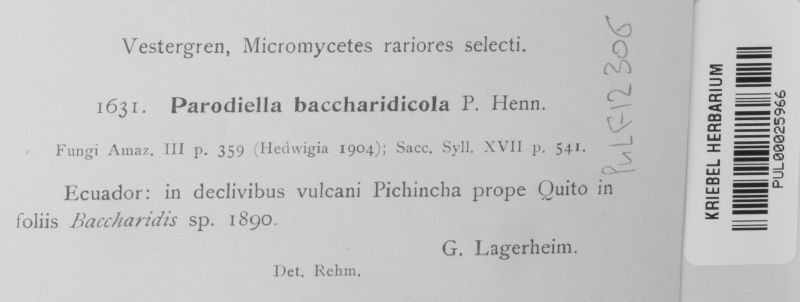 Vestergren, Micromycetes rariores selecti.
1631. Parodiella baccharidicola P. Henn.
Fungi Amaz. III p. 359 (Hedwigia 1904); Sacc. Syll. XVII p. 541.
Ecuador: in declivibus vulcani Pichincha prope Quito in
foliis Baccharidis sp. 1890.
G. Lagerheim.
Det. Rehm.
PULF12306
KRIEBEL HERBARIUM
PUL00025966